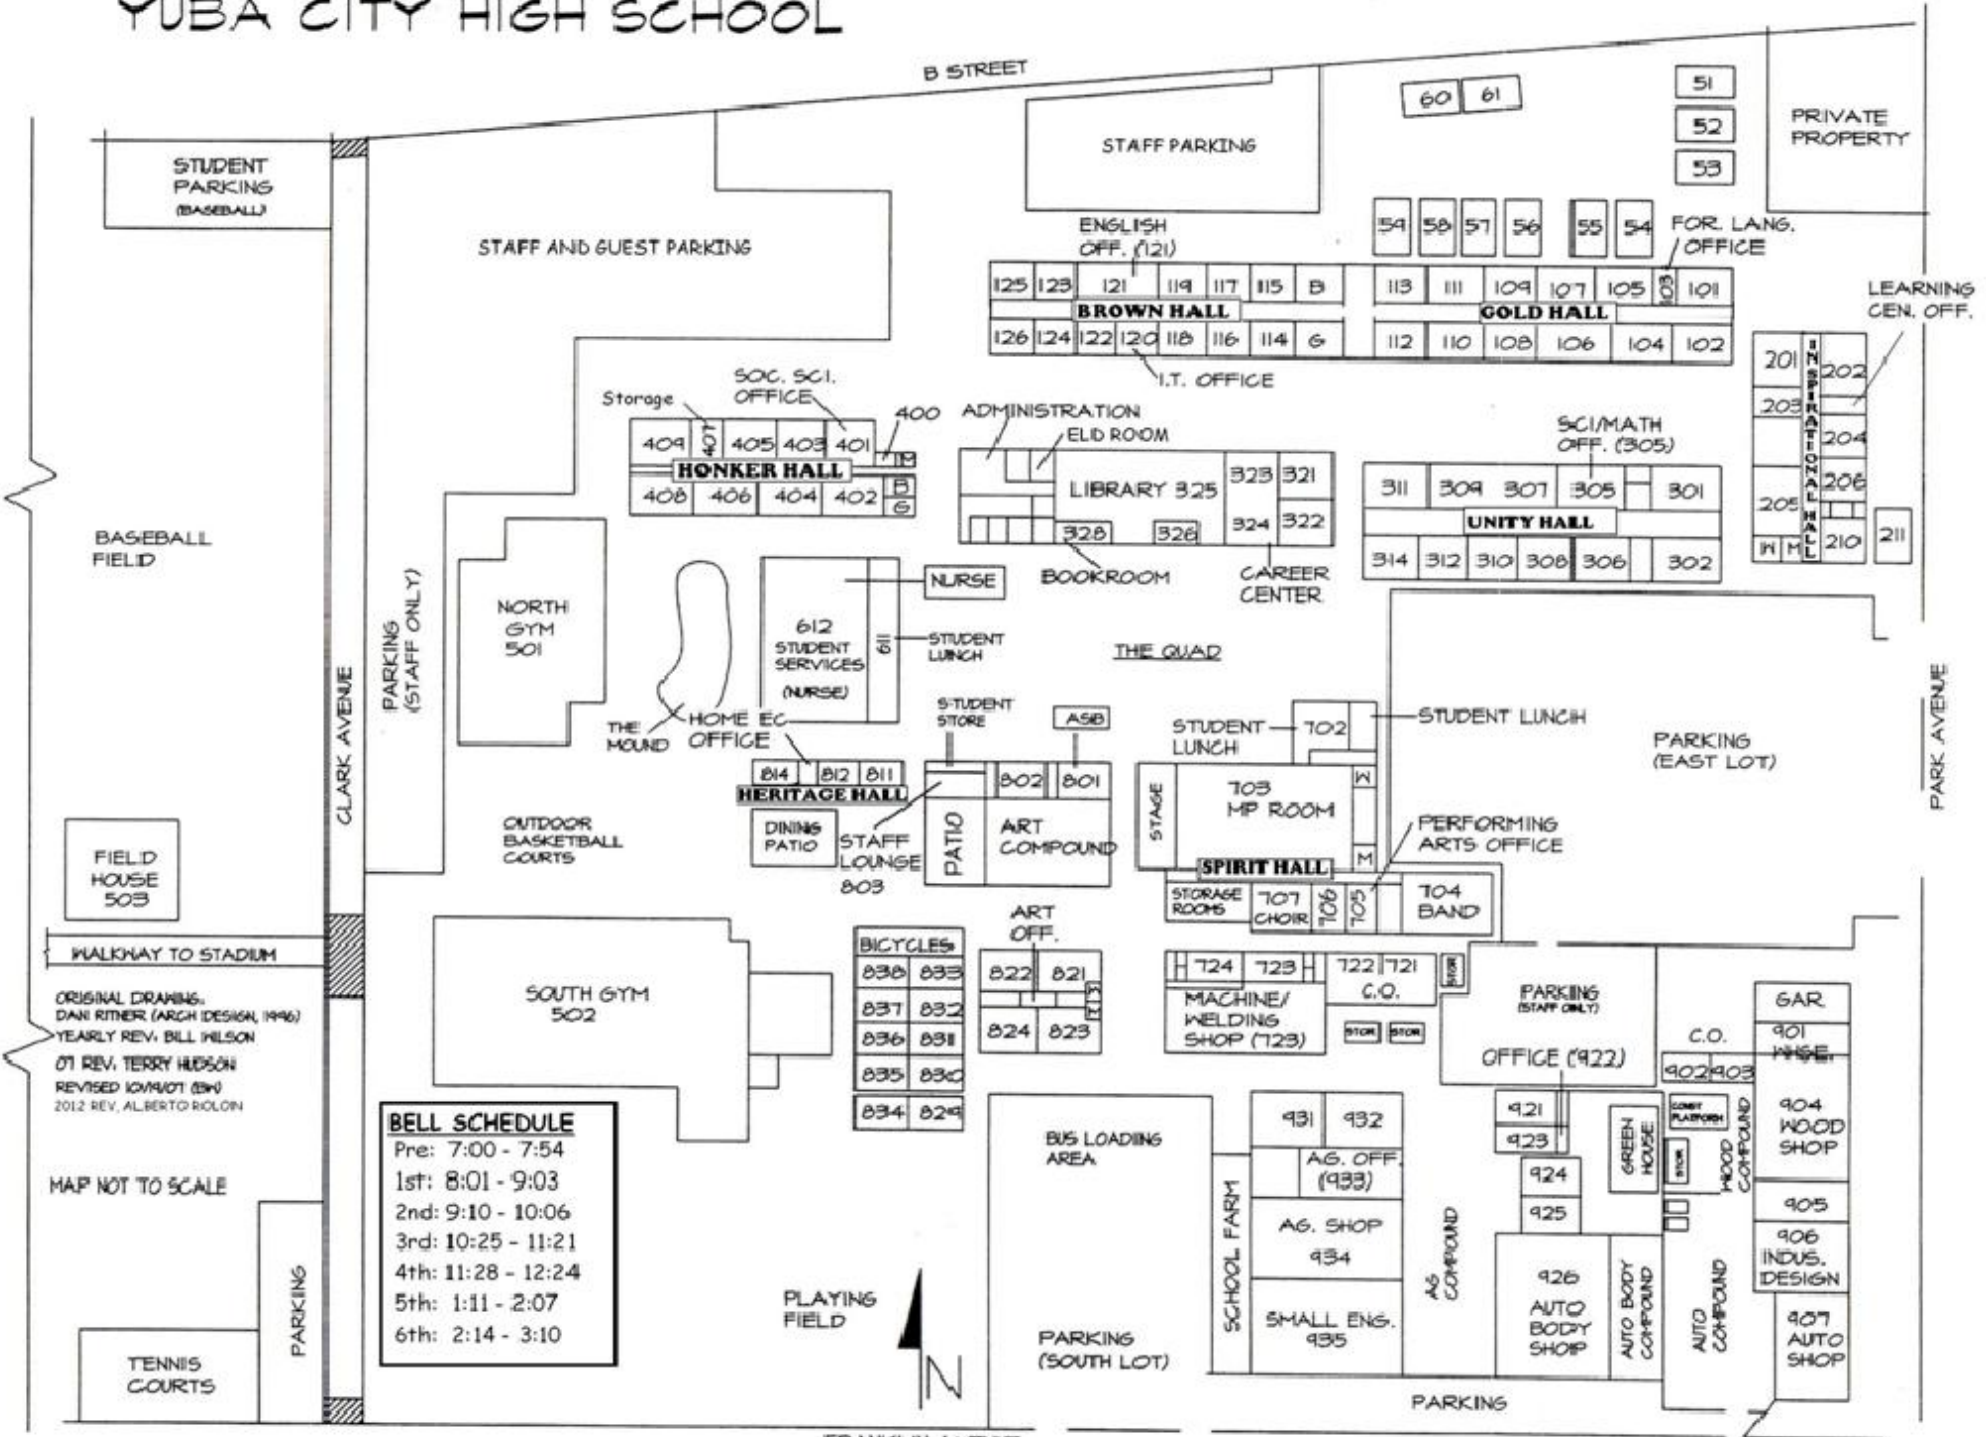 YUBA CITY HIGH SCHOOL
B STREET
STUDENT
PARKING
(BASEBALL)
STAFF AND GUEST PARKING
STAFF PARKING
60 61
51
52
53
PRIVATE
PROPERTY
59 58 57 56 55 54
FOR. LANG.
OFFICE
ENGLISH
OFF. (121)
125 123 121 119 117 115 B
BROWN HALL
126 124 122 120 118 116 114 G
I.T. OFFICE
113 111 109 107 105 103 101
GOLD HALL
112 110 108 106 104 102
LEARNING
CEN. OFF.
201 202
203 204
205 206
W M 210
INSPIRATIONAL HALL
211
SOC. SCI.
OFFICE
Storage
400
409 407 405 403 401 M
HONKER HALL
408 406 404 402 B
G
ADMINISTRATION
ELD ROOM
LIBRARY 325
323 321
324 322
328 326
BOOKROOM
CAREER
CENTER
SCI/MATH
OFF. (305)
311 309 307 305 301
UNITY HALL
314 312 310 308 306 302
BASEBALL
FIELD
CLARK AVENUE
PARKING
(STAFF ONLY)
NORTH
GYM
501
THE
MOUND
612
STUDENT
SERVICES
(NURSE)
611
NURSE
STUDENT
LUNCH
THE QUAD
HOME EC
OFFICE
STUDENT
STORE
ASB
STUDENT
LUNCH
702
STUDENT LUNCH
PARKING
(EAST LOT)
PARK AVENUE
814 812 811
HERITAGE HALL
DINING
PATIO
STAFF
LOUNGE
803
802 801
PATIO
ART
COMPOUND
STAGE
703
MP ROOM
W
M
SPIRIT HALL
PERFORMING
ARTS OFFICE
STORAGE
ROOMS
707
CHOIR
706
705
704
BAND
OUTDOOR
BASKETBALL
COURTS
FIELD
HOUSE
503
WALKWAY TO STADIUM
ORIGINAL DRAWING:
DANI RITNER (ARCH DESIGN, 1996)
YEARLY REV. BILL WILSON
07 REV. TERRY HUDSON
REVISED 10/19/07 (BW)
2012 REV. ALBERTO ROLOIN
MAP NOT TO SCALE
SOUTH GYM
502
BICYCLES
838 833
837 832
836 831
835 830
834 829
ART
OFF.
822 821
824 823
724 723
MACHINE/
WELDING
SHOP (723)
722 721
C.O.
STOR
STOR STOR
PARKING
(STAFF ONLY)
OFFICE (922)
GAR
901
WHSE.
C.O.
902 903
904
WOOD
SHOP
905
906
INDUS.
DESIGN
907
AUTO
SHOP
CONST
PLATFORM
STOR
WOOD
COMPOUND
GREEN
HOUSE
921
923
924
925
926
AUTO
BODY
SHOP
AUTO BODY
COMPOUND
AUTO
COMPOUND
931 932
AG. OFF.
(933)
AG. SHOP
934
SMALL ENG.
935
SCHOOL FARM
AG
COMPOUND
BUS LOADING
AREA
PARKING
(SOUTH LOT)
PARKING
PLAYING
FIELD
N
BELL SCHEDULE
Pre: 7:00 - 7:54
1st: 8:01 - 9:03
2nd: 9:10 - 10:06
3rd: 10:25 - 11:21
4th: 11:28 - 12:24
5th: 1:11 - 2:07
6th: 2:14 - 3:10
PARKING
TENNIS
COURTS